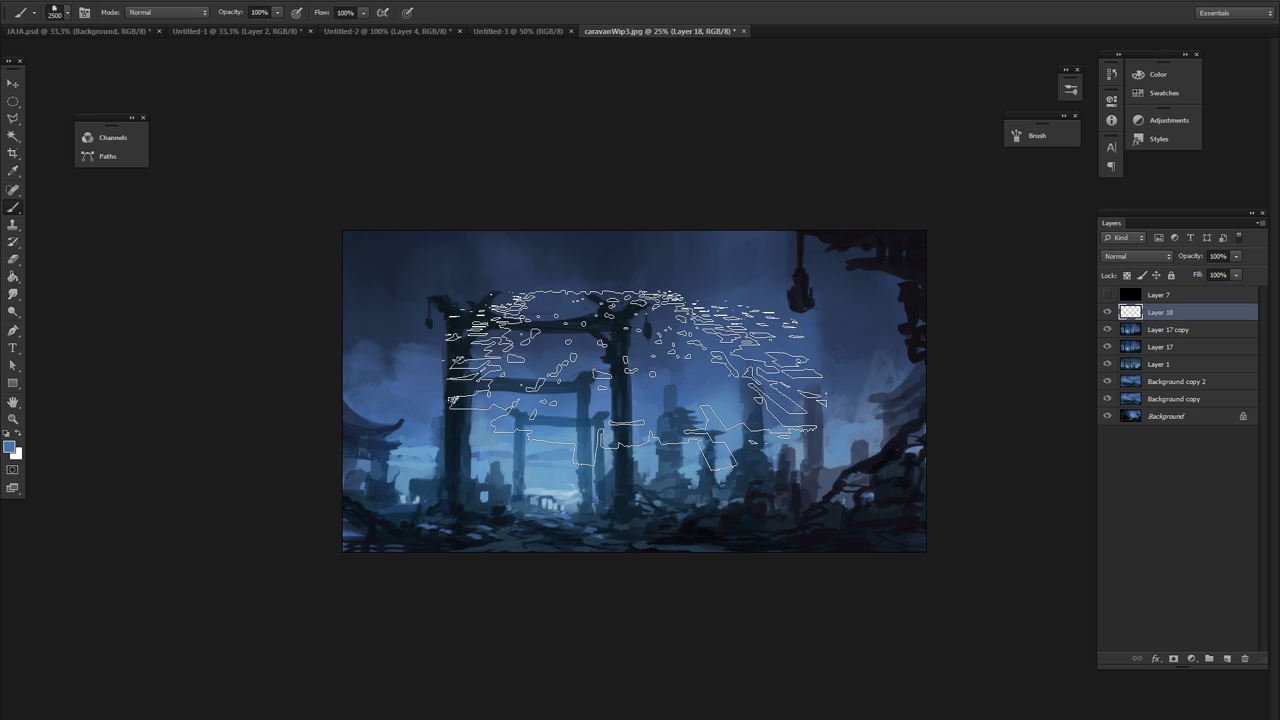 2500 Mode: Normal Opacity: 100% Flow: 100% Essentials
JAJA.psd @ 33,3% (Background, RGB/8) * × Untitled-1 @ 33,3% (Layer 2, RGB/8) * × Untitled-2 @ 100% (Layer 4, RGB/8) * × Untitled-3 @ 50% (RGB/8) × caravanWip3.jpg @ 25% (Layer 18, RGB/8) * ×
Channels
Paths
Brush
Color
Swatches
Adjustments
Styles
Layers
Kind
Normal Opacity: 100%
Lock: Fill: 100%
Layer 7
Layer 18
Layer 17 copy
Layer 17
Layer 1
Background copy 2
Background copy
Background